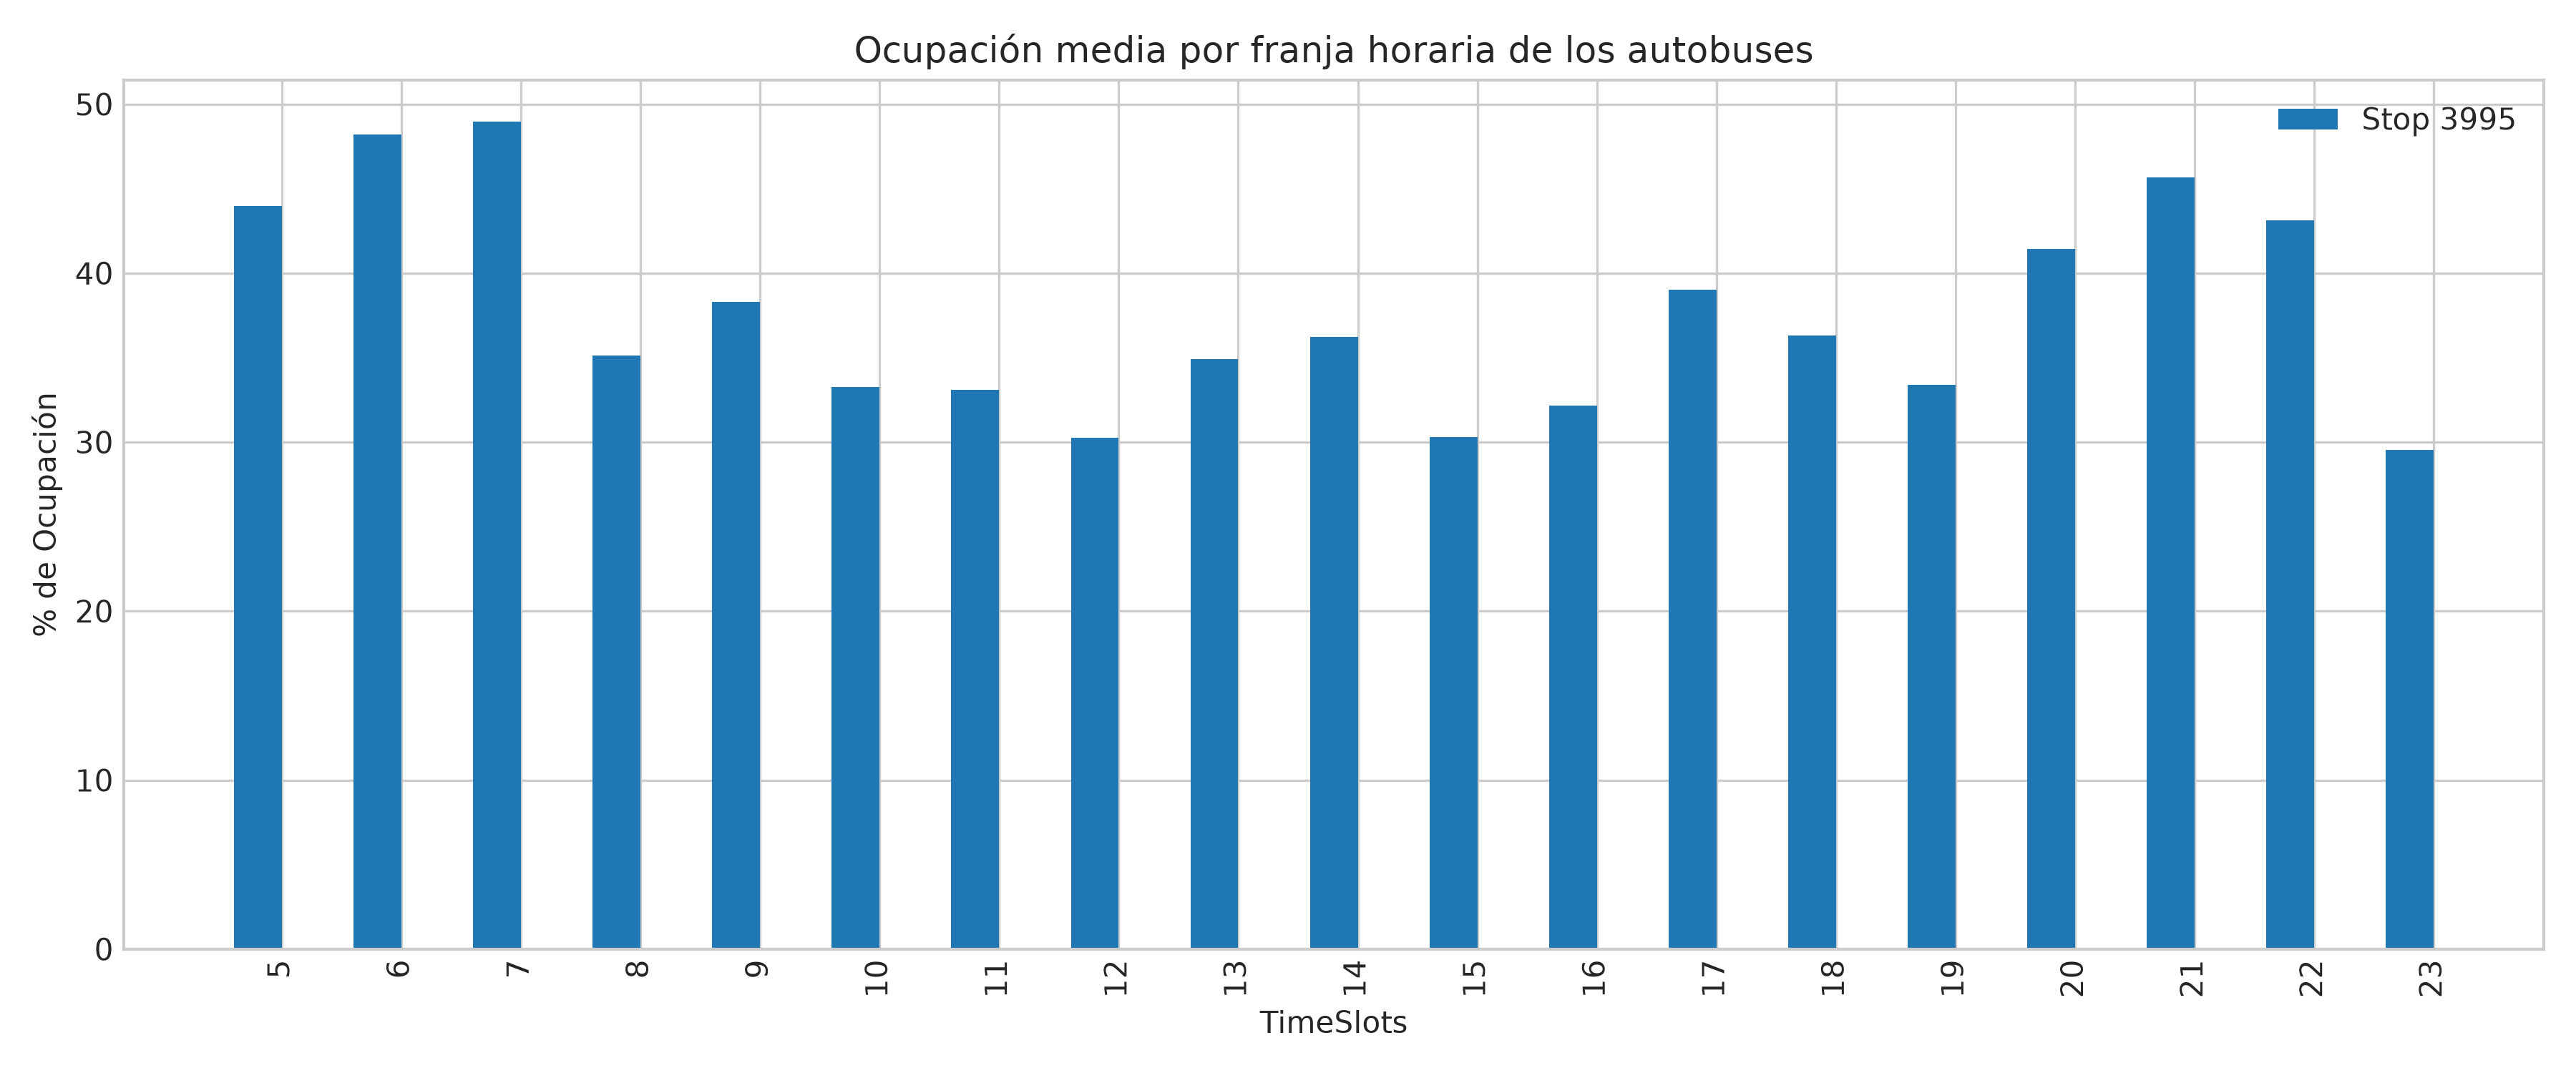 Ocupación media por franja horaria de los autobuses
Stop 3995
% de Ocupación
50
40
30
20
10
0
5 6 7 8 9 10 11 12 13 14 15 16 17 18 19 20 21 22 23
TimeSlots